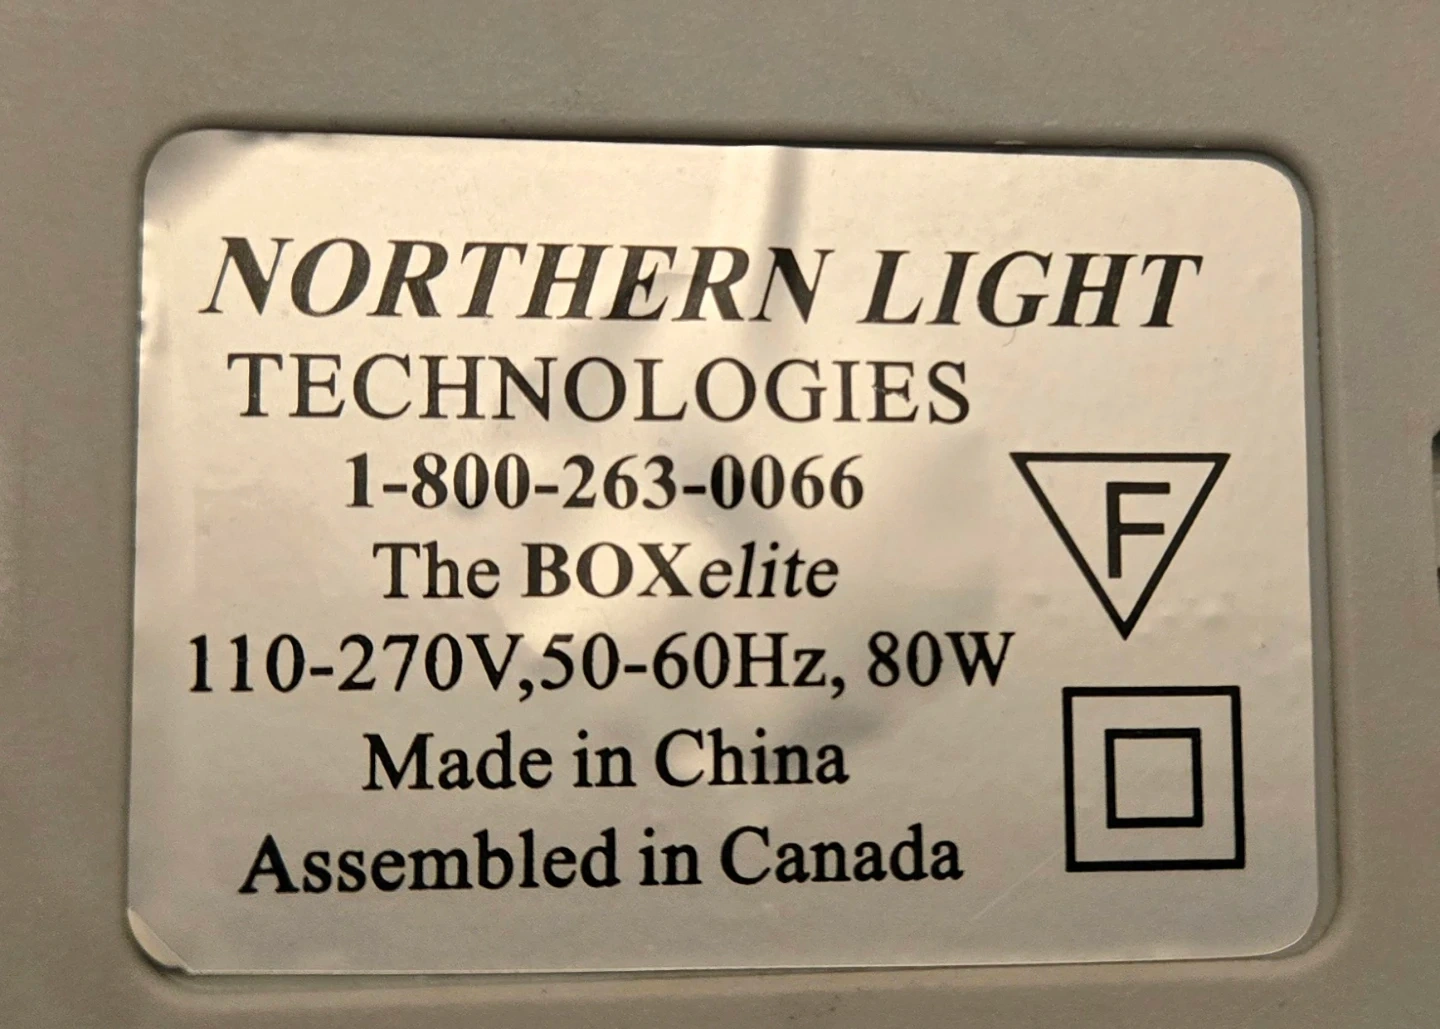 NORTHERN LIGHT
TECHNOLOGIES
1-800-263-0066
The BOXelite
110-270V,50-60Hz, 80W
Made in China
Assembled in Canada
F